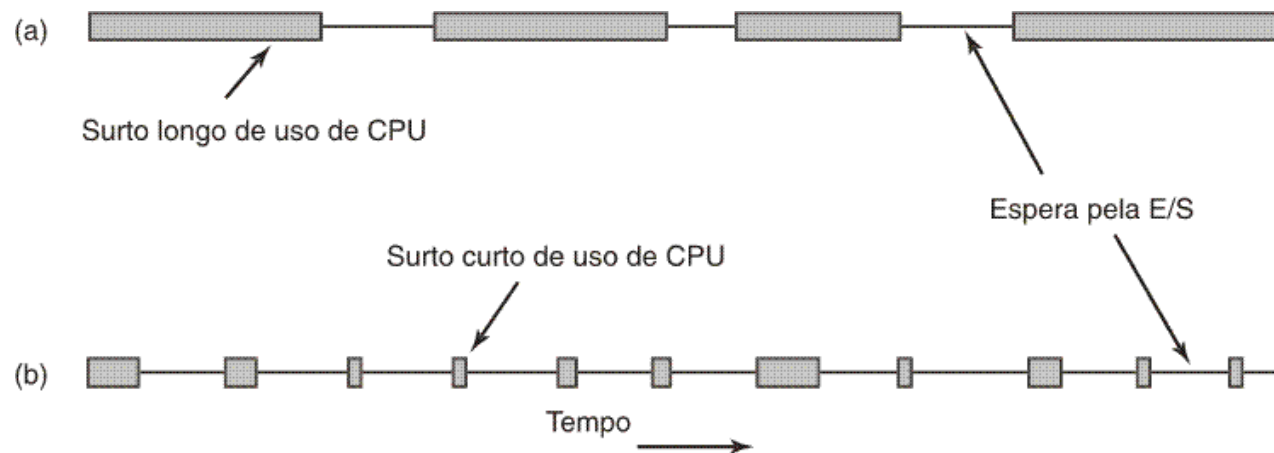 (a)
Surto longo de uso de CPU
Espera pela E/S
Surto curto de uso de CPU
(b)
Tempo